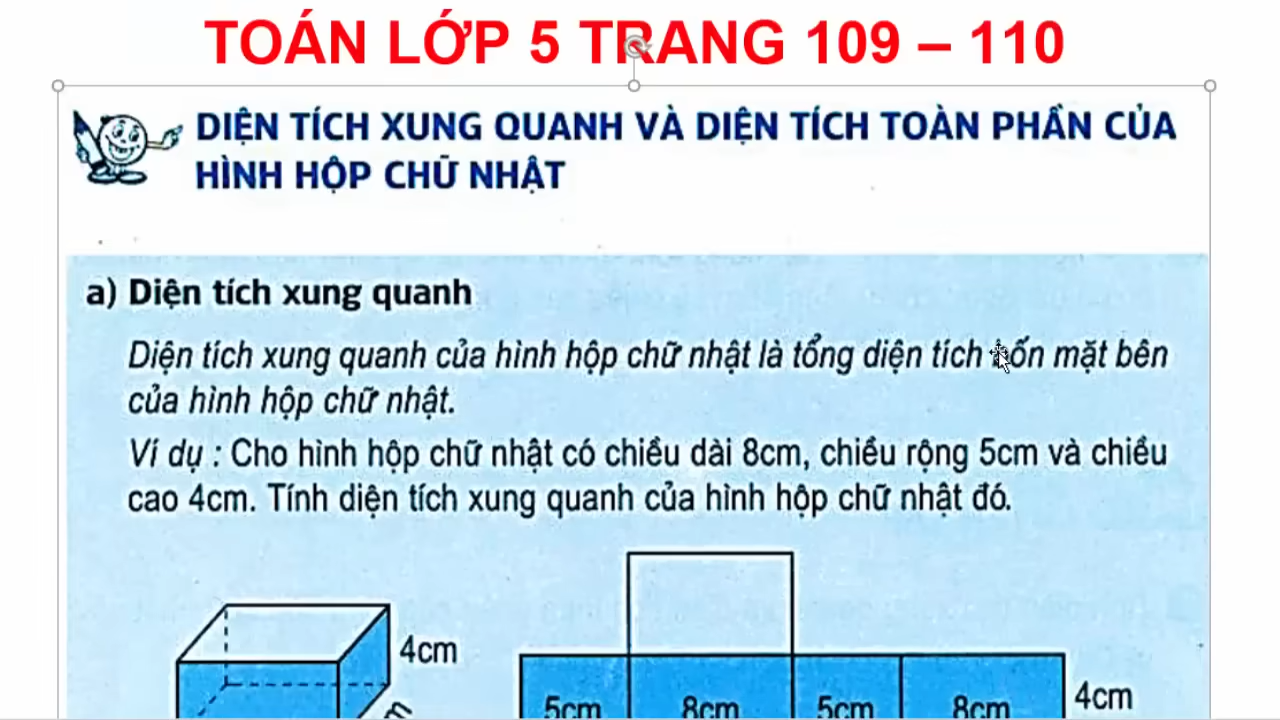 TOÁN LỚP 5 TRANG 109 – 110
DIỆN TÍCH XUNG QUANH VÀ DIỆN TÍCH TOÀN PHẦN CỦA
HÌNH HỘP CHỮ NHẬT
a) Diện tích xung quanh
Diện tích xung quanh của hình hộp chữ nhật là tổng diện tích bốn mặt bên
của hình hộp chữ nhật.
Ví dụ : Cho hình hộp chữ nhật có chiều dài 8cm, chiều rộng 5cm và chiều
cao 4cm. Tính diện tích xung quanh của hình hộp chữ nhật đó.
4cm
5cm 8cm 5cm 8cm 4cm